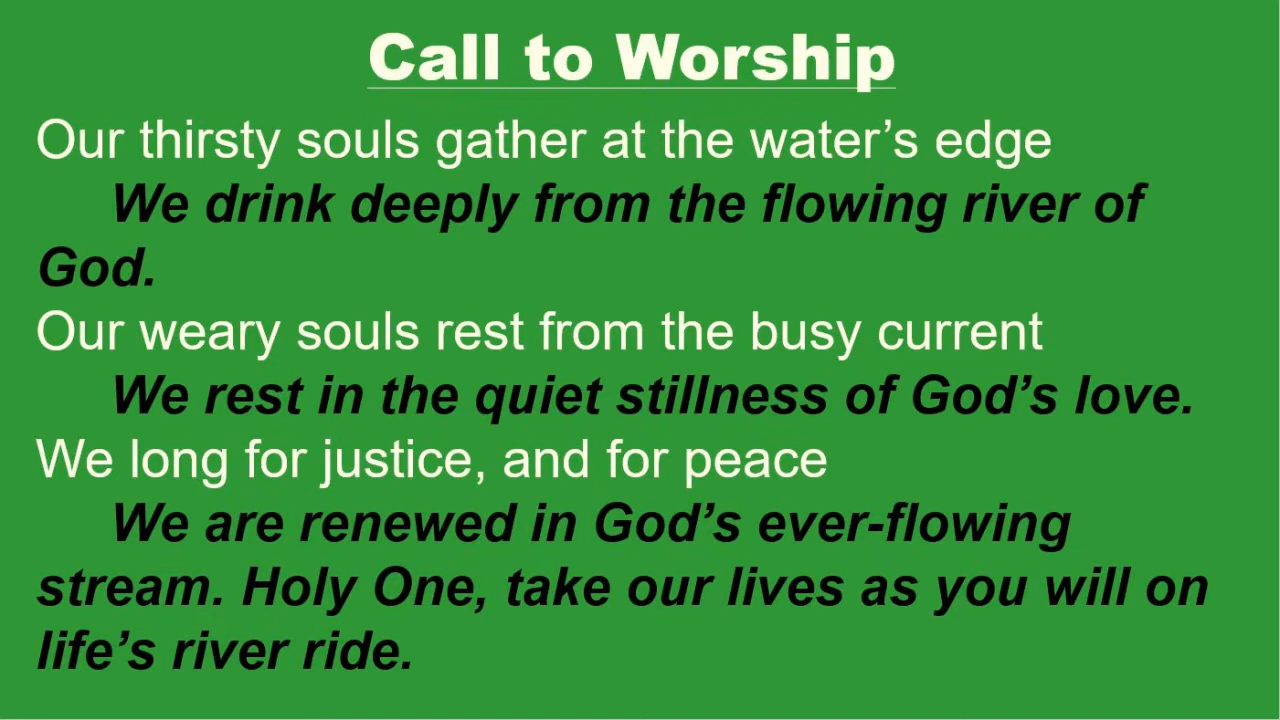 Call to Worship
Our thirsty souls gather at the water’s edge
We drink deeply from the flowing river of
God.
Our weary souls rest from the busy current
We rest in the quiet stillness of God’s love.
We long for justice, and for peace
We are renewed in God’s ever-flowing
stream. Holy One, take our lives as you will on
life’s river ride.